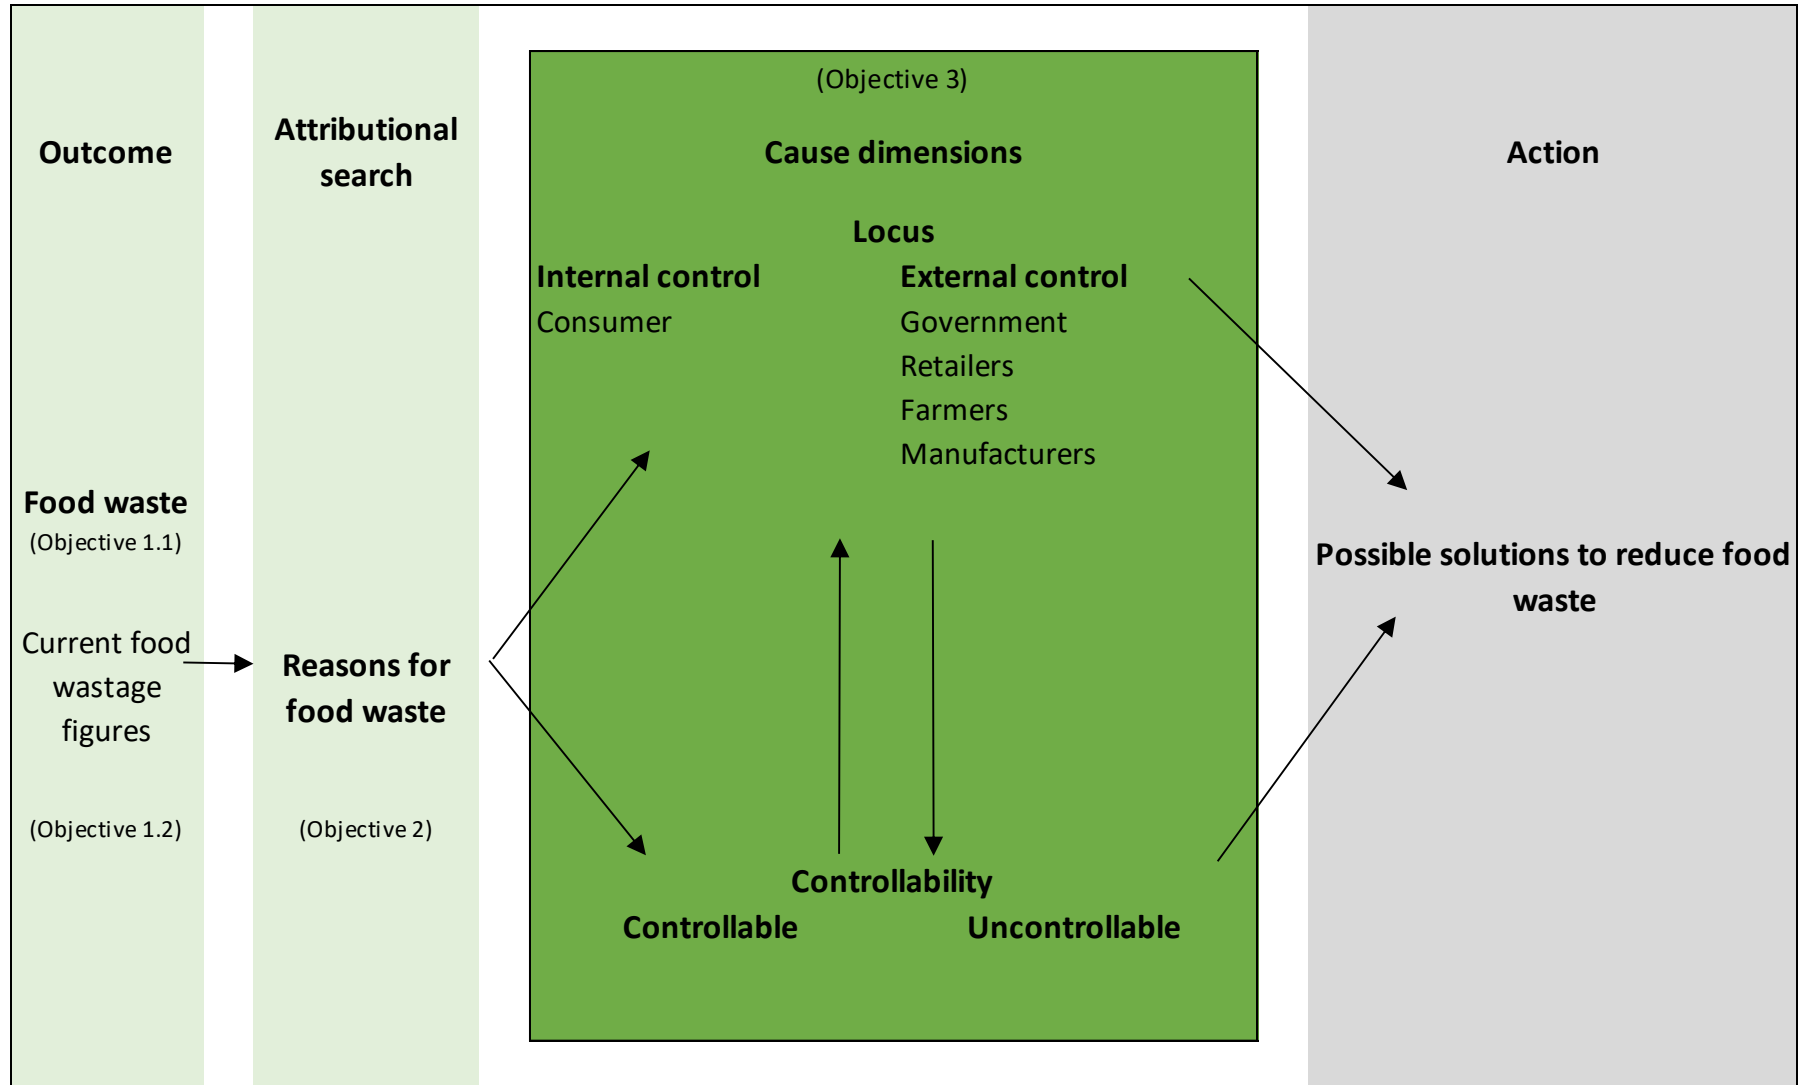 Outcome
Food waste
(Objective 1.1)
Current food
wastage
figures
(Objective 1.2)
Attributional
search
Reasons for
food waste
(Objective 2)
(Objective 3)
Cause dimensions
Locus
Internal control
Consumer
External control
Government
Retailers
Farmers
Manufacturers
Controllability
Controllable
Uncontrollable
Action
Possible solutions to reduce food
waste